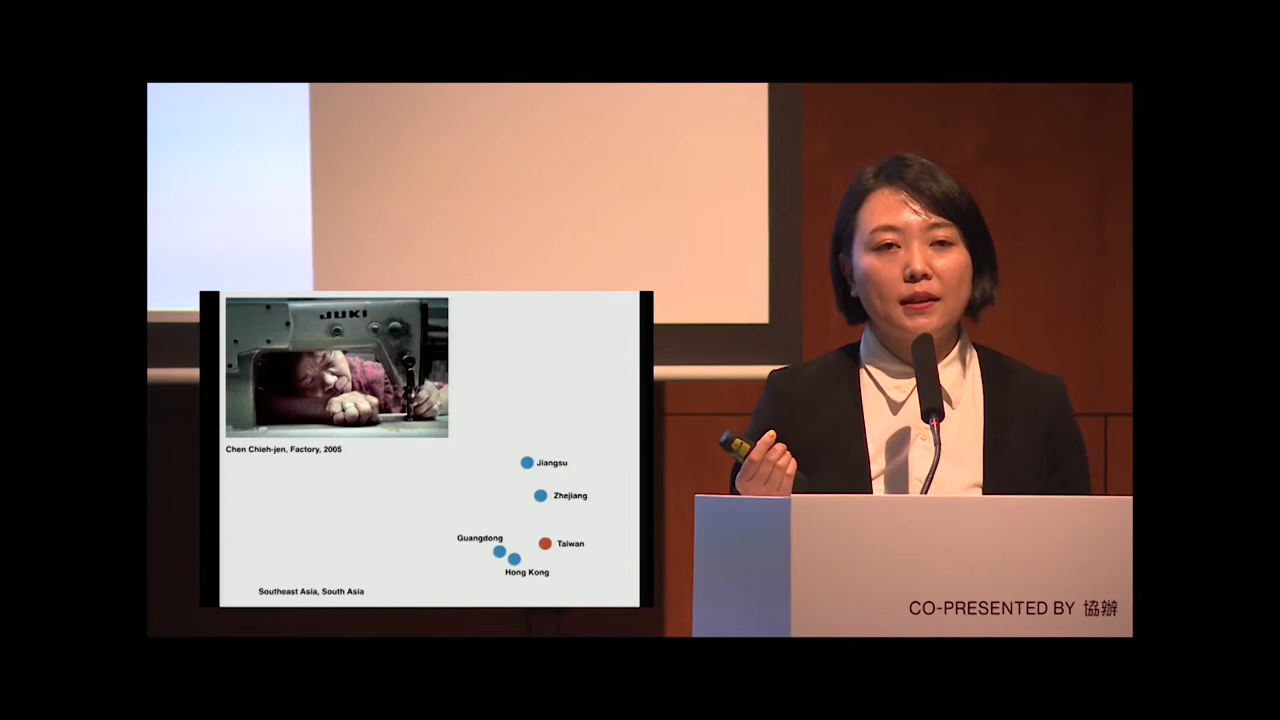 JUKI
Chen Chieh-jen, Factory, 2005
Jiangsu
Zhejiang
Guangdong
Taiwan
Hong Kong
Southeast Asia, South Asia
CO-PRESENTED BY 協辦